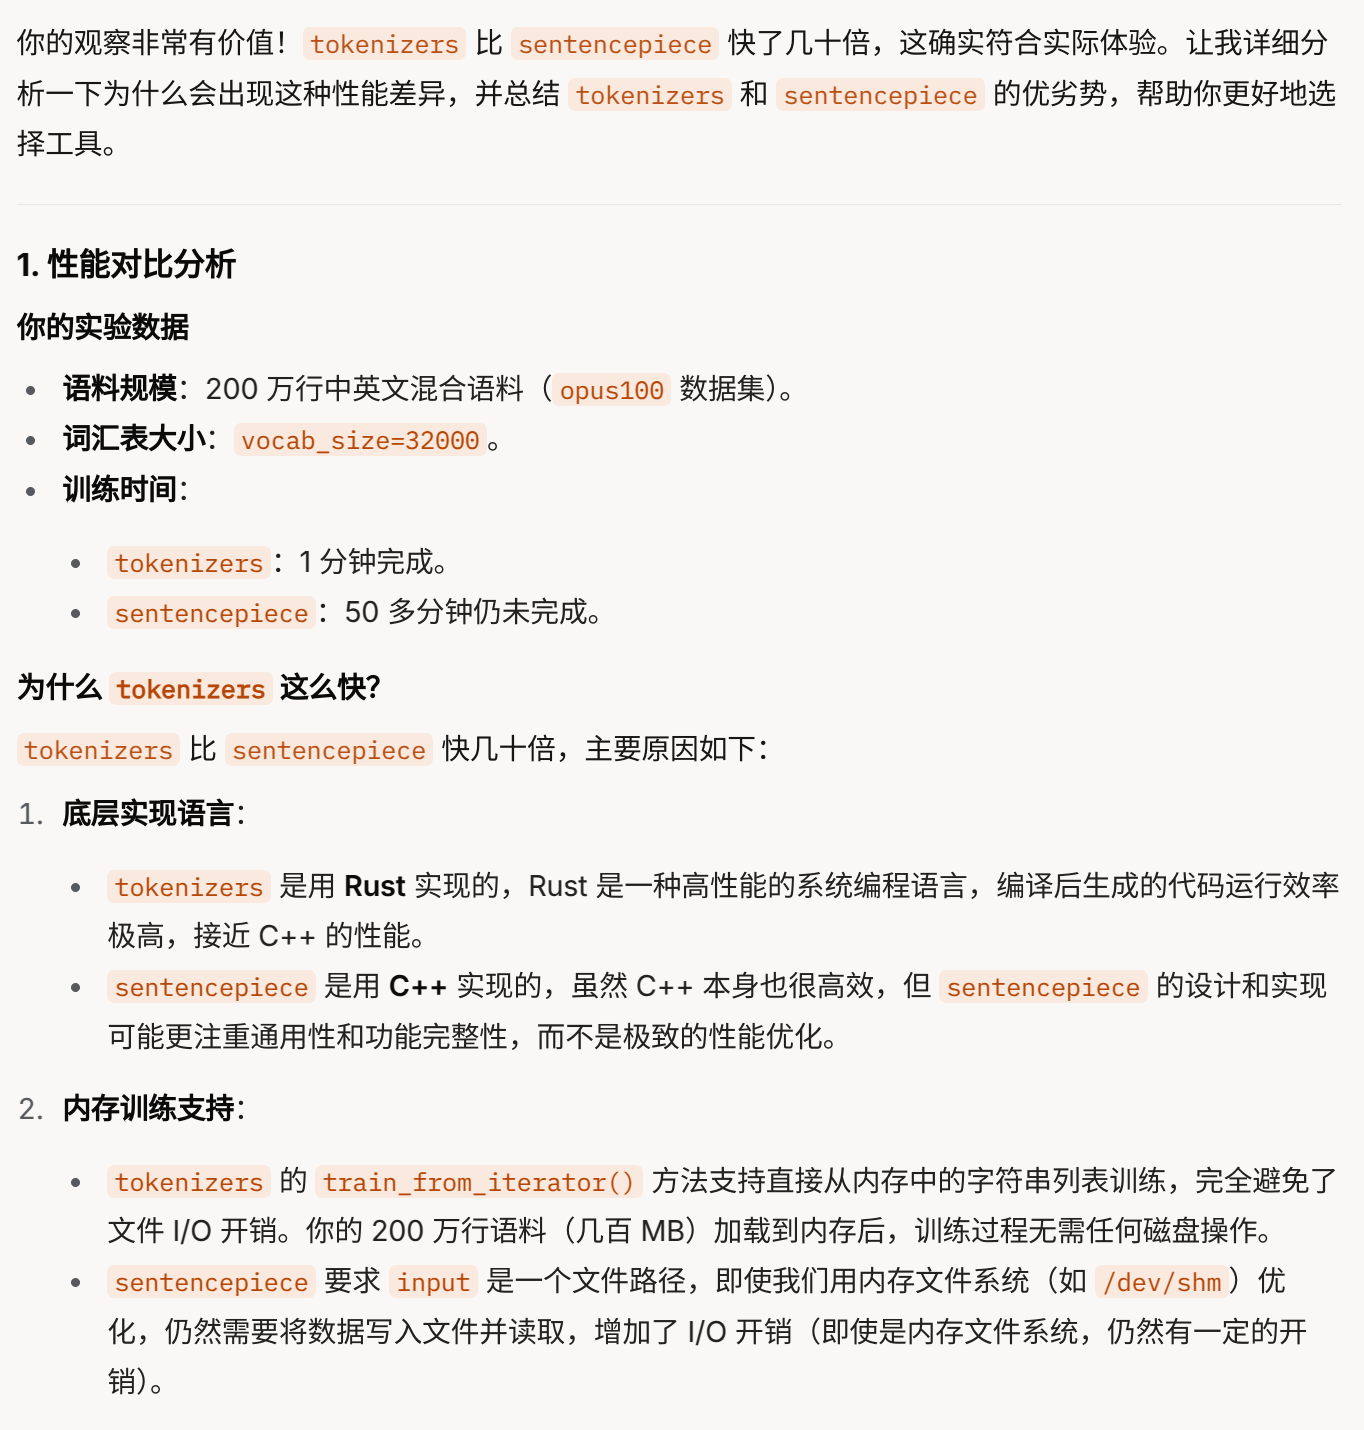 你的观察非常有价值！tokenizers 比 sentencepiece 快了几十倍，这确实符合实际体验。让我详细分
析一下为什么会出现这种性能差异，并总结 tokenizers 和 sentencepiece 的优劣势，帮助你更好地选
择工具。
1. 性能对比分析
你的实验数据
• 语料规模：200 万行中英文混合语料（opus100 数据集）。
• 词汇表大小：vocab_size=32000。
• 训练时间：
• tokenizers：1 分钟完成。
• sentencepiece：50 多分钟仍未完成。
为什么 tokenizers 这么快？
tokenizers 比 sentencepiece 快几十倍，主要原因如下：
1. 底层实现语言：
• tokenizers 是用 Rust 实现的，Rust 是一种高性能的系统编程语言，编译后生成的代码运行效率
极高，接近 C++ 的性能。
• sentencepiece 是用 C++ 实现的，虽然 C++ 本身也很高效，但 sentencepiece 的设计和实现
可能更注重通用性和功能完整性，而不是极致的性能优化。
2. 内存训练支持：
• tokenizers 的 train_from_iterator() 方法支持直接从内存中的字符串列表训练，完全避免了
文件 I/O 开销。你的 200 万行语料（几百 MB）加载到内存后，训练过程无需任何磁盘操作。
• sentencepiece 要求 input 是一个文件路径，即使我们用内存文件系统（如 /dev/shm）优
化，仍然需要将数据写入文件并读取，增加了 I/O 开销（即使是内存文件系统，仍然有一定的开
销）。